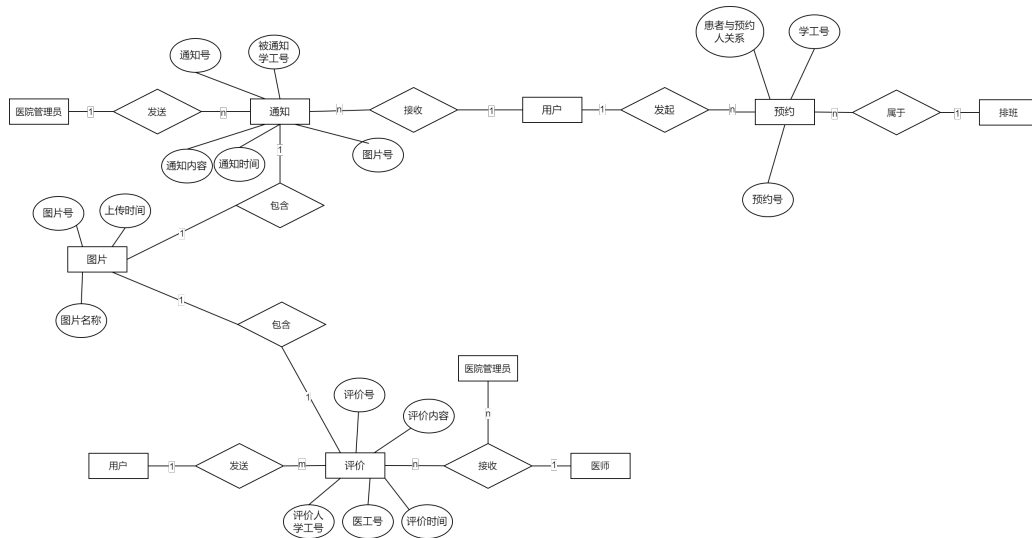 患者与预约
人关系
学工号
通知号
被通知
学工号
医院管理员
1
发送
n
通知
n
接收
1
用户
1
发起
n
预约
n
属于
1
排班
通知内容
通知时间
1
图片号
预约号
图片号
上传时间
包含
1
图片
1
图片名称
包含
医院管理员
评价号
1
评价内容
n
用户
1
发送
m
评价
n
接收
1
医师
评价人
学工号
医工号
评价时间